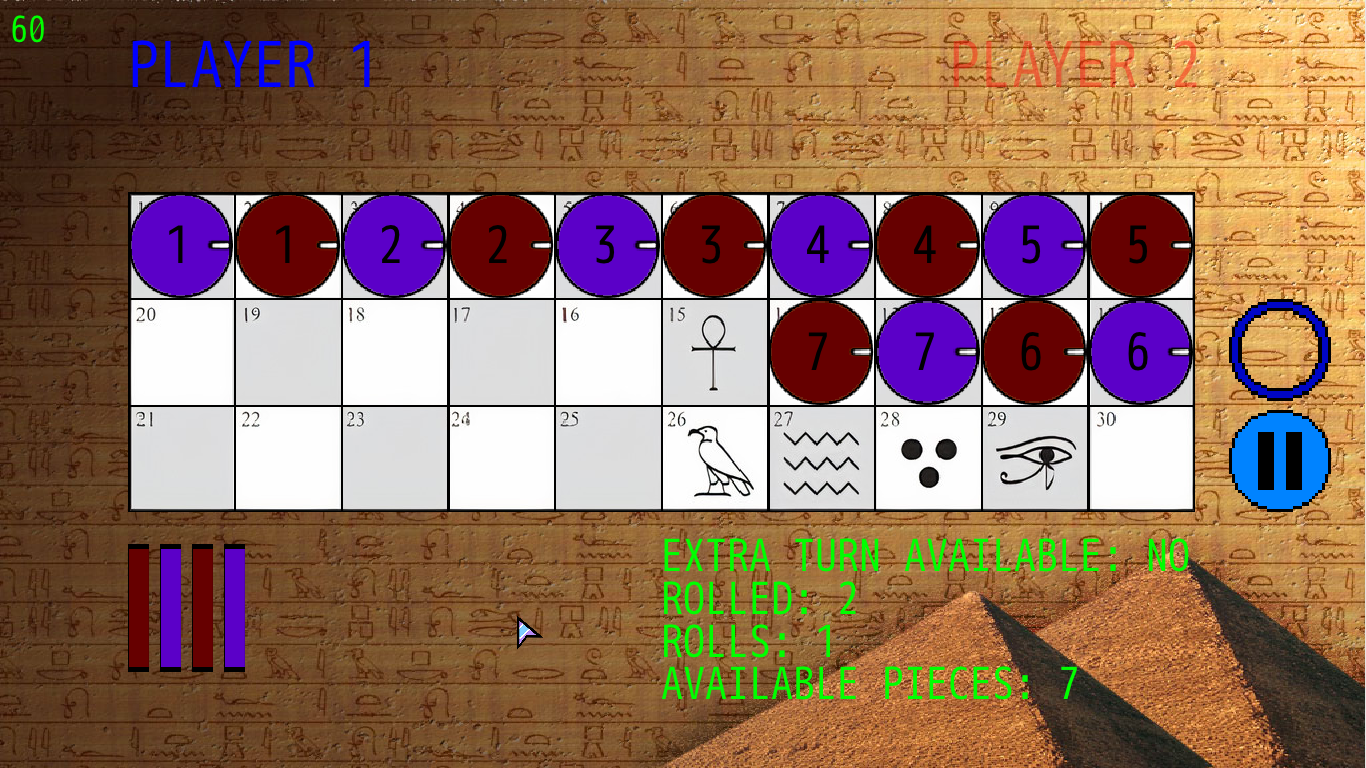 60
PLAYER 1
PLAYER 2
1 1 2 2 3 3 4 4 5 5
20 19 18 17 16 15 7 7 6 6
21 22 23 24 25 26 27 28 29 30
EXTRA TURN AVAILABLE: NO
ROLLED: 2
ROLLS: 1
AVAILABLE PIECES: 7